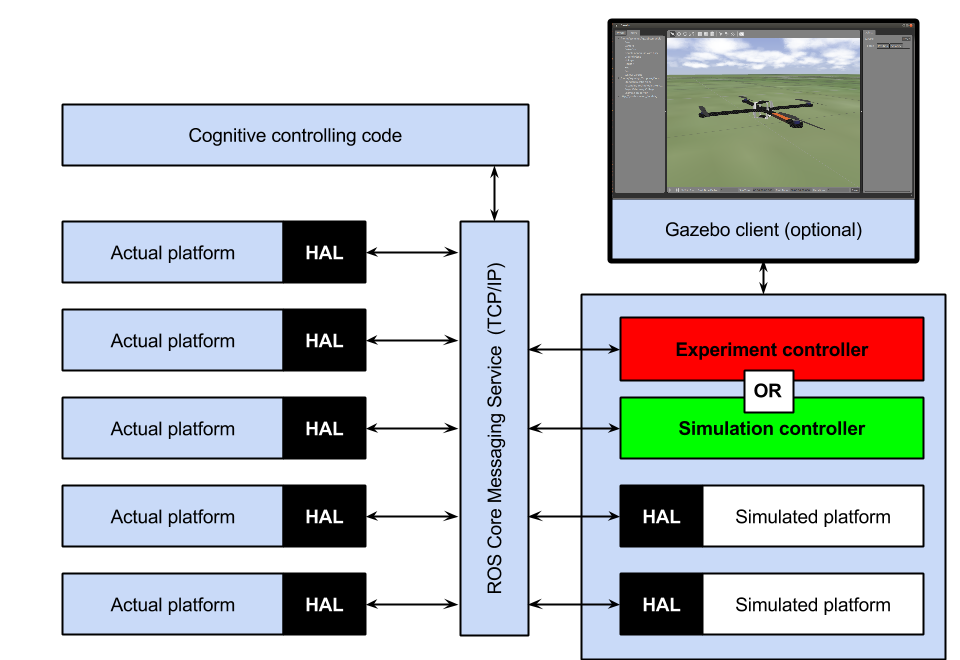 Cognitive controlling code
Gazebo client (optional)
Actual platform HAL
Actual platform HAL
Actual platform HAL
Actual platform HAL
Actual platform HAL
ROS Core Messaging Service (TCP/IP)
Experiment controller
OR
Simulation controller
HAL Simulated platform
HAL Simulated platform